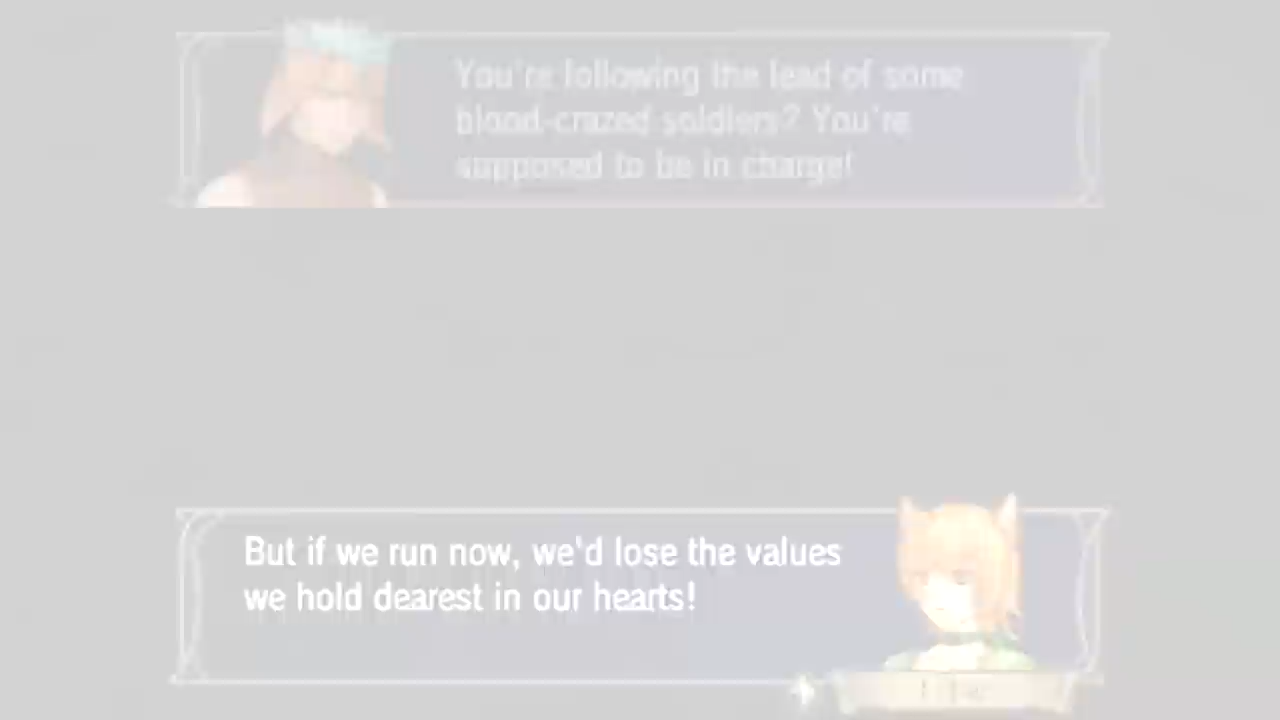 You're following the lead of some
blood-crazed soldiers? You're
supposed to be in charge!
But if we run now, we'd lose the values
we hold dearest in our hearts!